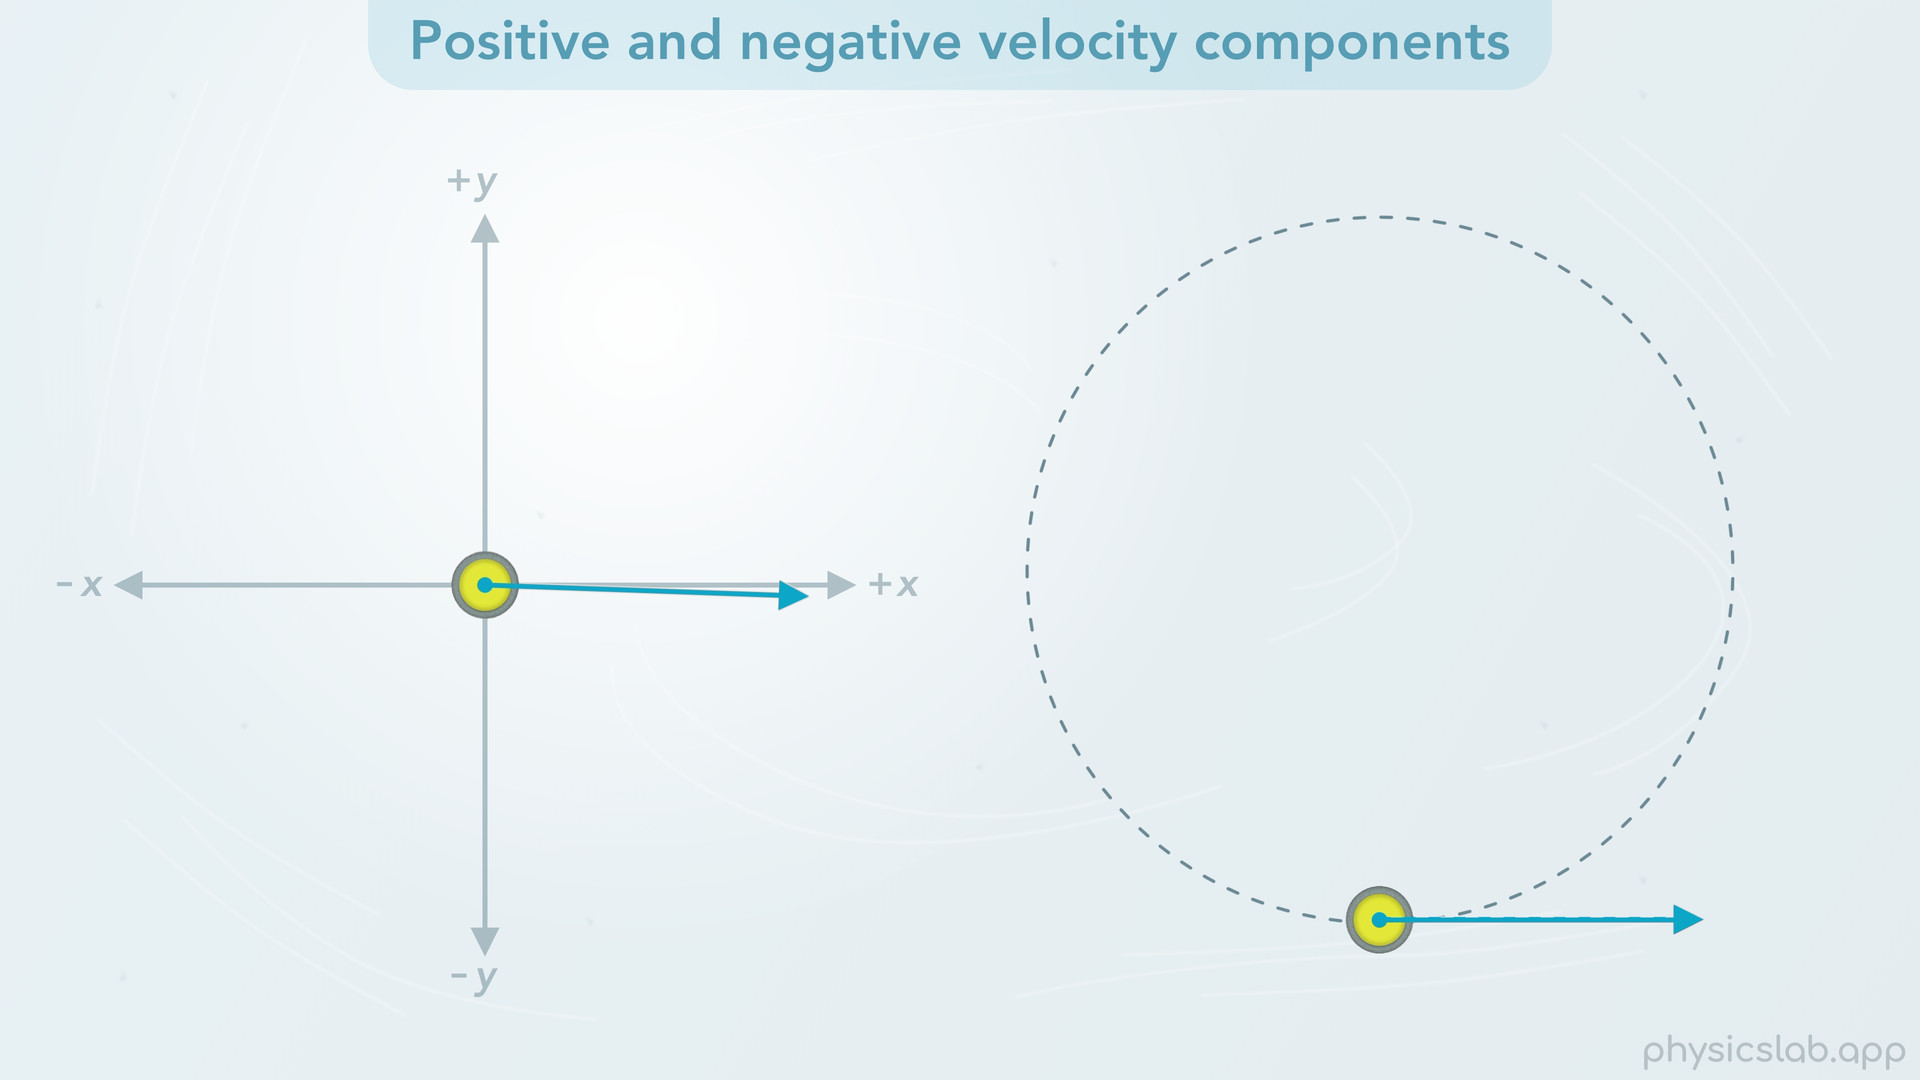 Positive and negative velocity components
+y
-x
+x
-y
physicslab.app